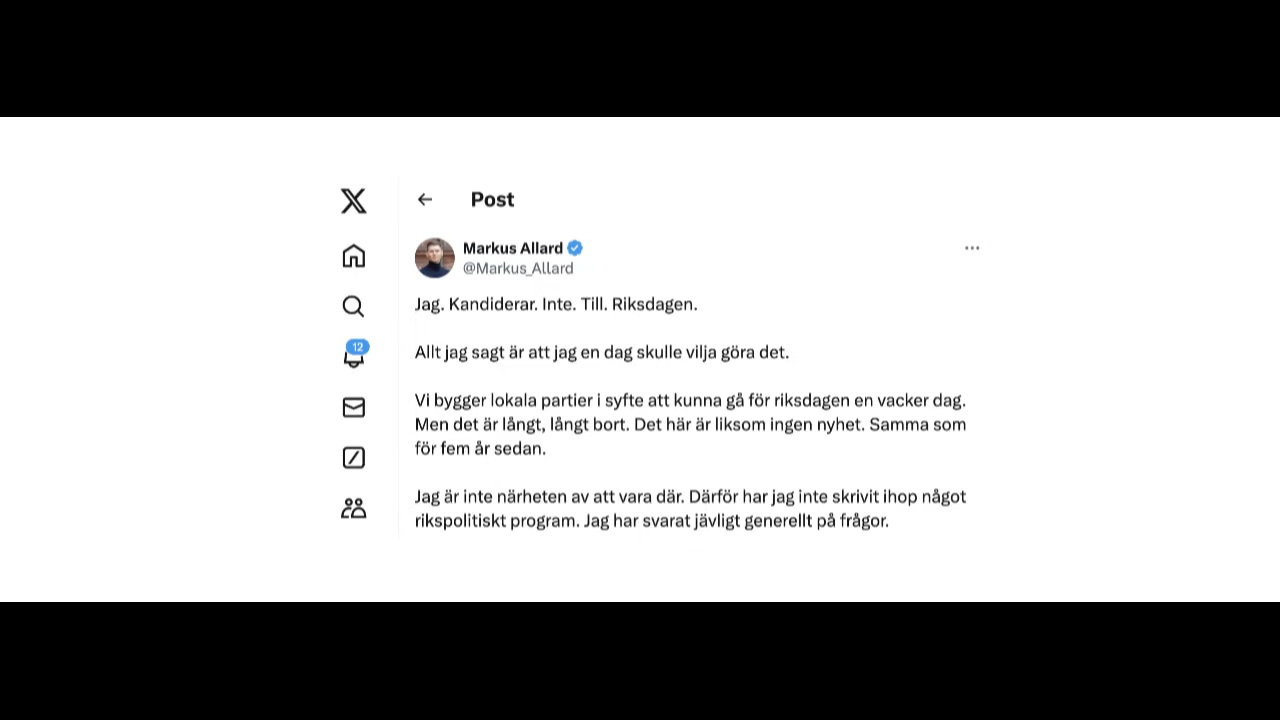 Post
Markus Allard
@Markus_Allard
Jag. Kandiderar. Inte. Till. Riksdagen.
Allt jag sagt är att jag en dag skulle vilja göra det.
Vi bygger lokala partier i syfte att kunna gå för riksdagen en vacker dag.
Men det är långt, långt bort. Det här är liksom ingen nyhet. Samma som
för fem år sedan.
12
Jag är inte närheten av att vara där. Därför har jag inte skrivit ihop något
rikspolitiskt program. Jag har svarat jävligt generellt på frågor.